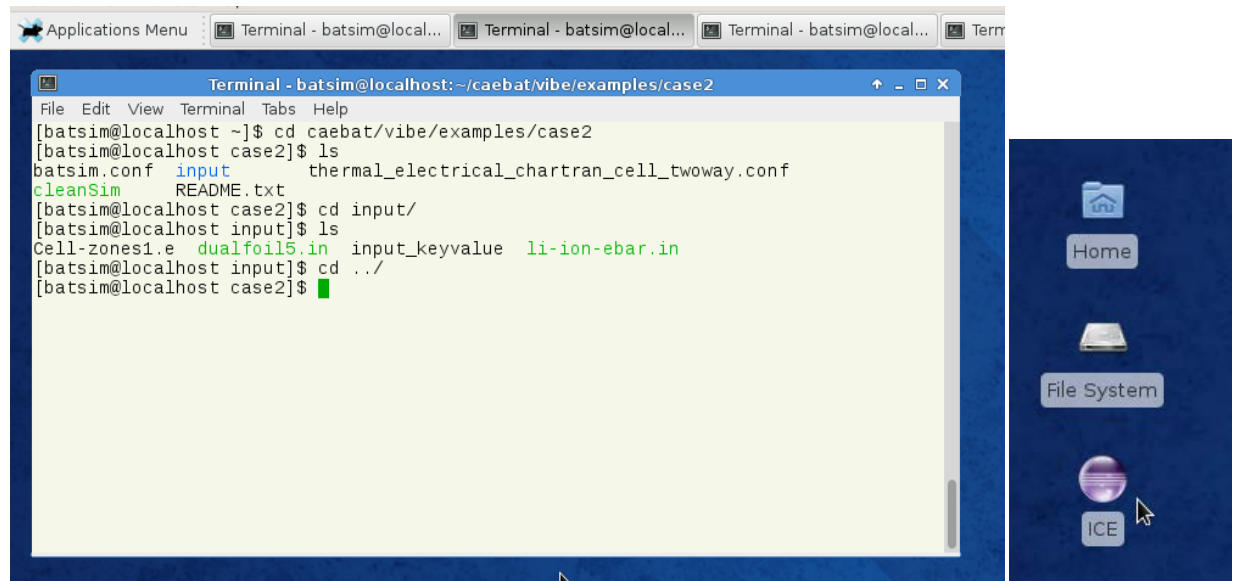 Applications Menu Terminal - batsim@local... Terminal - batsim@local... Terminal - batsim@local... Term
Terminal - batsim@localhost:~/caebat/vibe/examples/case2
File Edit View Terminal Tabs Help
[batsim@localhost ~]$ cd caebat/vibe/examples/case2
[batsim@localhost case2]$ ls
batsim.conf input thermal_electrical_chartran_cell_twoway.conf
cleanSim README.txt
[batsim@localhost case2]$ cd input/
[batsim@localhost input]$ ls
Cell-zones1.e dualfoil5.in input_keyvalue li-ion-ebar.in
[batsim@localhost input]$ cd ../
[batsim@localhost case2]$
Home
File System
ICE